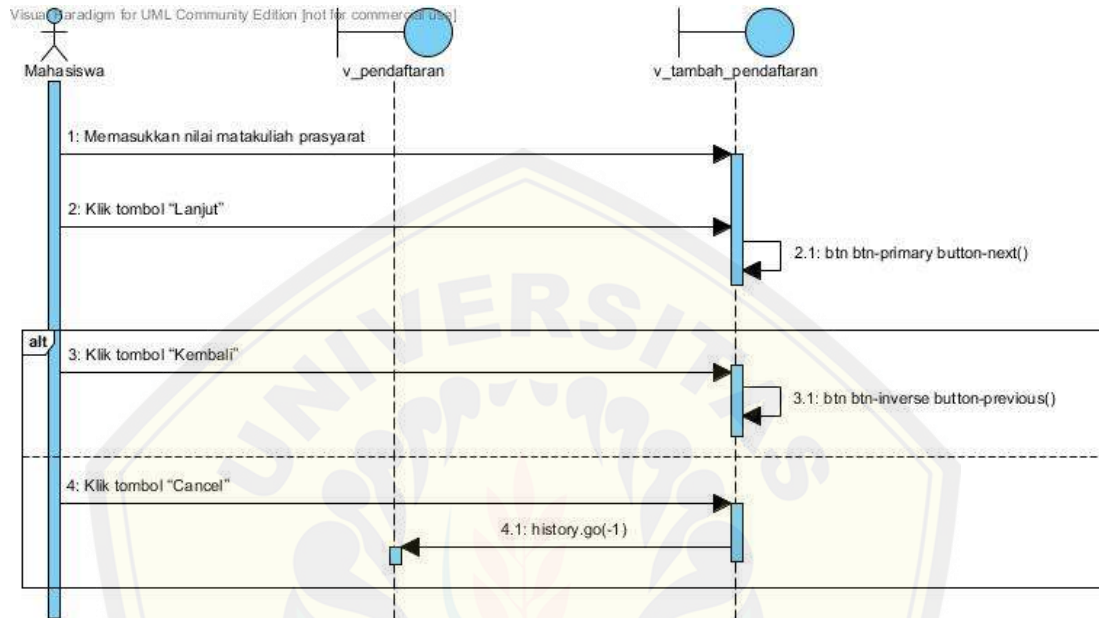 Visual Paradigm for UML Community Edition [not for commercial use]
Mahasiswa
v_pendaftaran
v_tambah_pendaftaran
1: Memasukkan nilai matakuliah prasyarat
2: Klik tombol “Lanjut”
2.1: btn btn-primary button-next()
alt
3: Klik tombol “Kembali”
3.1: btn btn-inverse button-previous()
4: Klik tombol “Cancel”
4.1: history.go(-1)
UNIVERSITAS